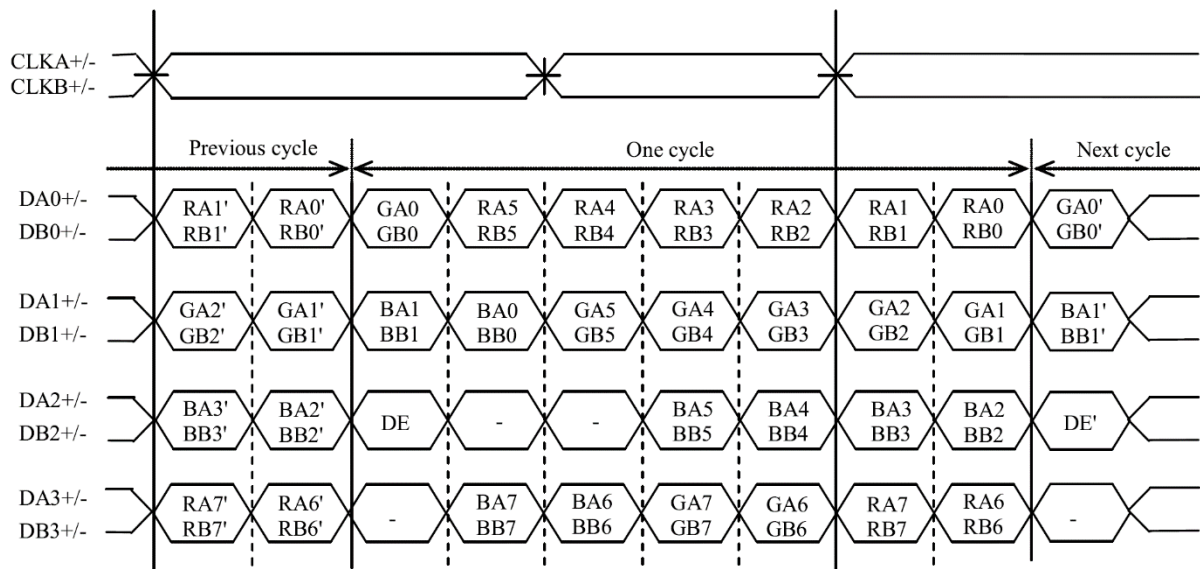 CLKA+/-
CLKB+/-
Previous cycle One cycle Next cycle
DA0+/- RA1' RA0' GA0 RA5 RA4 RA3 RA2 RA1 RA0 GA0'
DB0+/- RB1' RB0' GB0 RB5 RB4 RB3 RB2 RB1 RB0 GB0'
DA1+/- GA2' GA1' BA1 BA0 GA5 GA4 GA3 GA2 GA1 BA1'
DB1+/- GB2' GB1' BB1 BB0 GB5 GB4 GB3 GB2 GB1 BB1'
DA2+/- BA3' BA2' BA5 BA4 BA3 BA2
DE - - DE'
DB2+/- BB3' BB2' BB5 BB4 BB3 BB2
DA3+/- RA7' RA6' BA7 BA6 GA7 GA6 RA7 RA6
- -
DB3+/- RB7' RB6' BB7 BB6 GB7 GB6 RB7 RB6